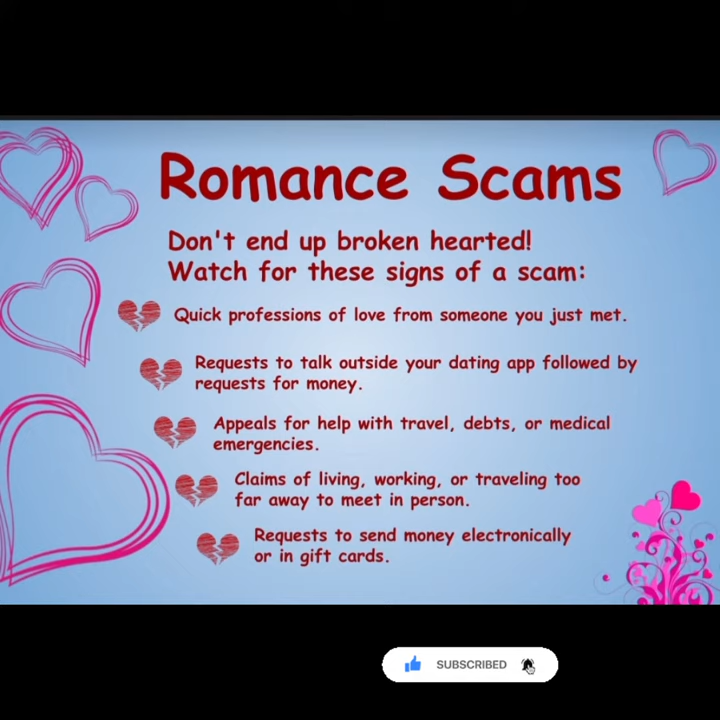 Romance Scams
Don't end up broken hearted!
Watch for these signs of a scam:
Quick professions of love from someone you just met.
Requests to talk outside your dating app followed by
requests for money.
Appeals for help with travel, debts, or medical
emergencies.
Claims of living, working, or traveling too
far away to meet in person.
Requests to send money electronically
or in gift cards.
SUBSCRIBED